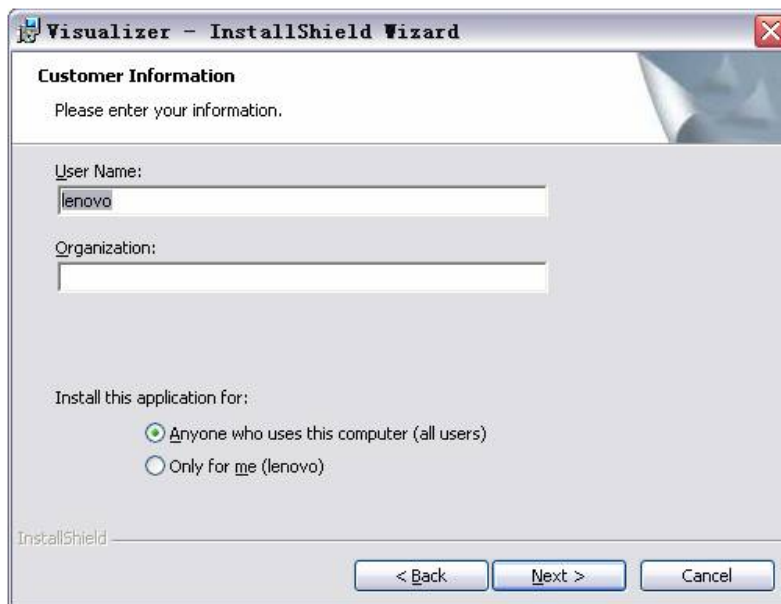 Visualizer - InstallShield Wizard
Customer Information
Please enter your information.
User Name:
lenovo
Organization:
Install this application for:
Anyone who uses this computer (all users)
Only for me (lenovo)
InstallShield
< Back
Next >
Cancel